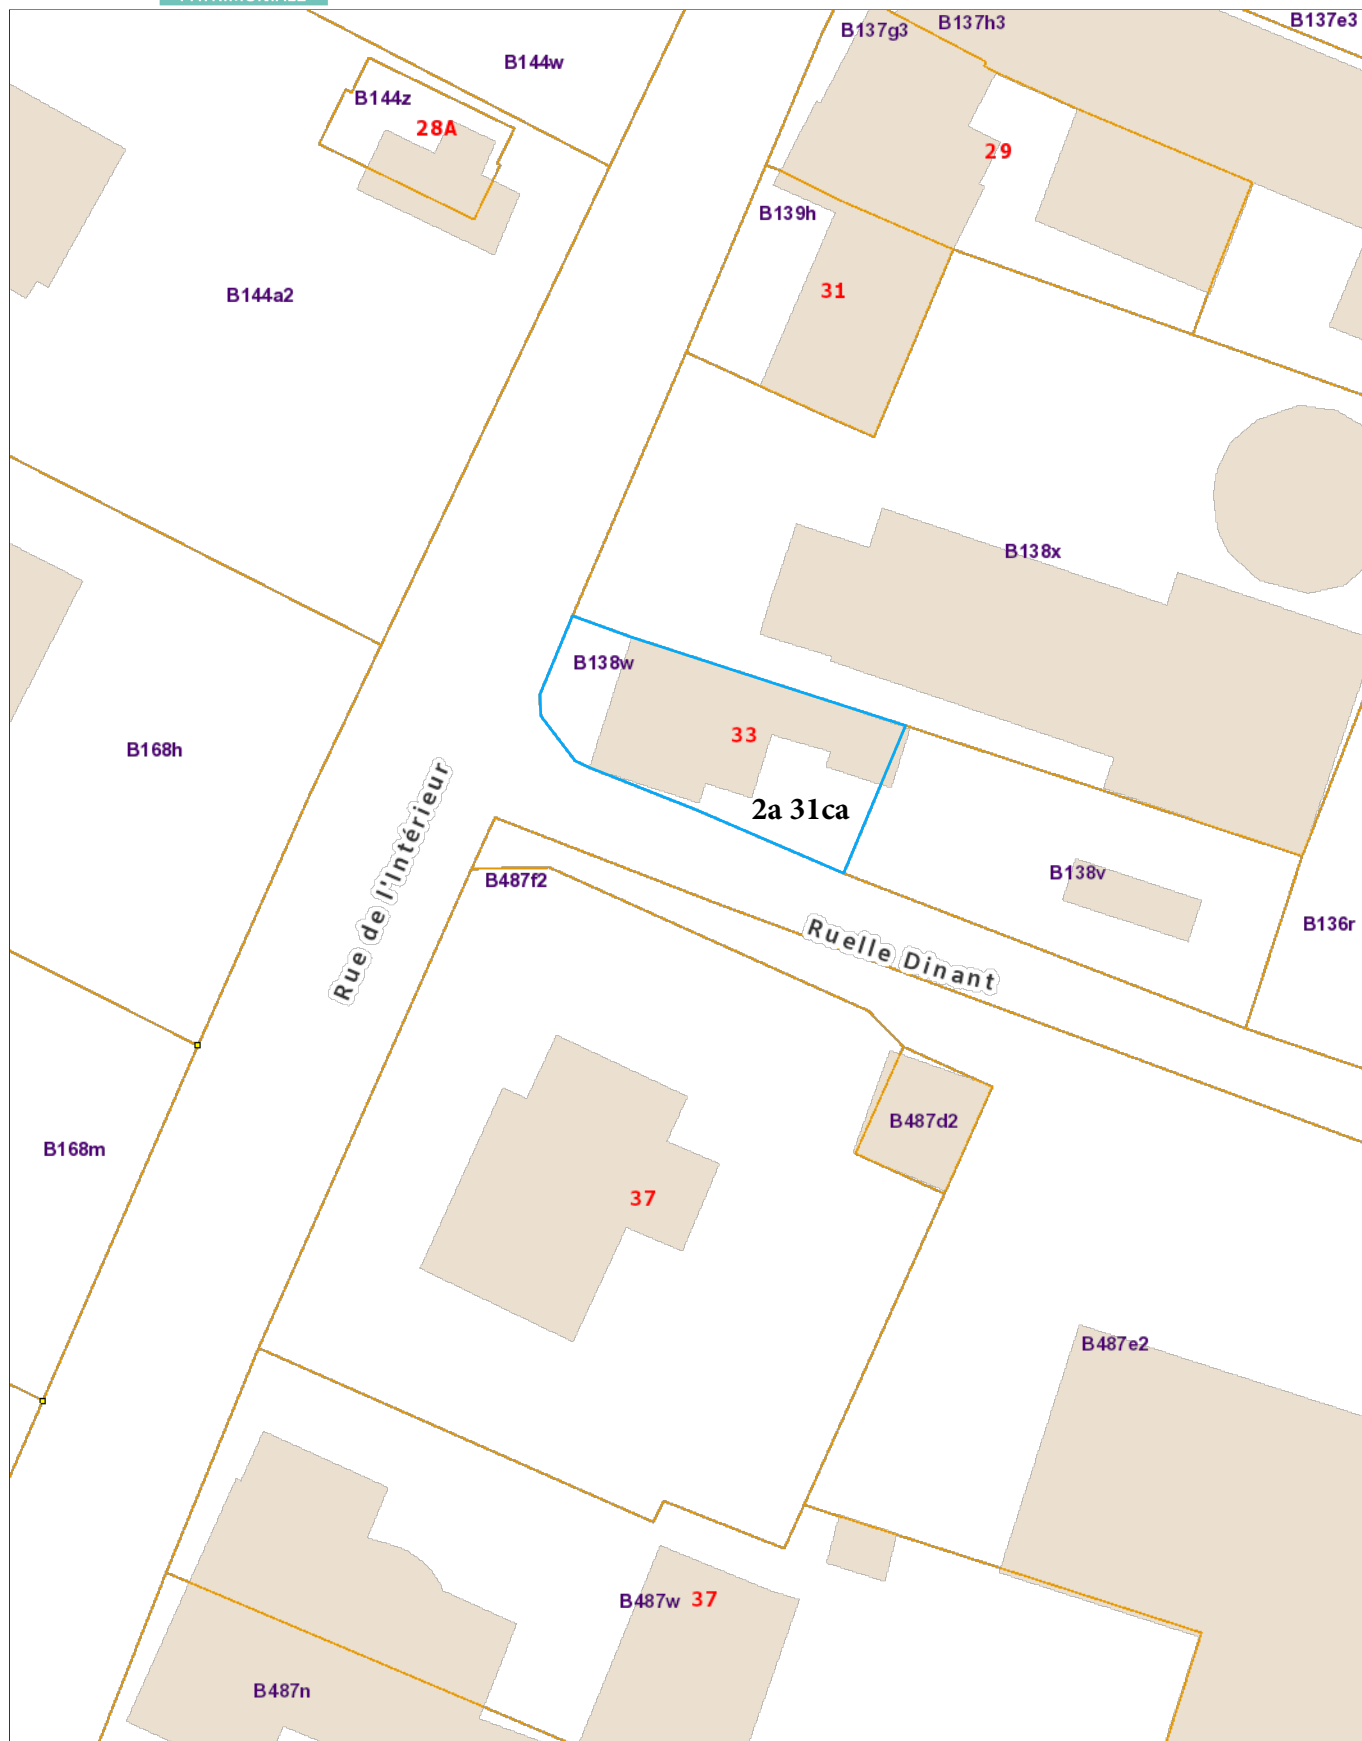 B137e3
B137h3
B137g3
B144w
B144z
28A
29
B139h
31
B144a2
B138x
B138w
33
B168h
2a 31ca
Rue de l'Intérieur
B138v
B487f2
B136r
Ruelle Dinant
B487d2
B168m
37
B487e2
B487w 37
B487n